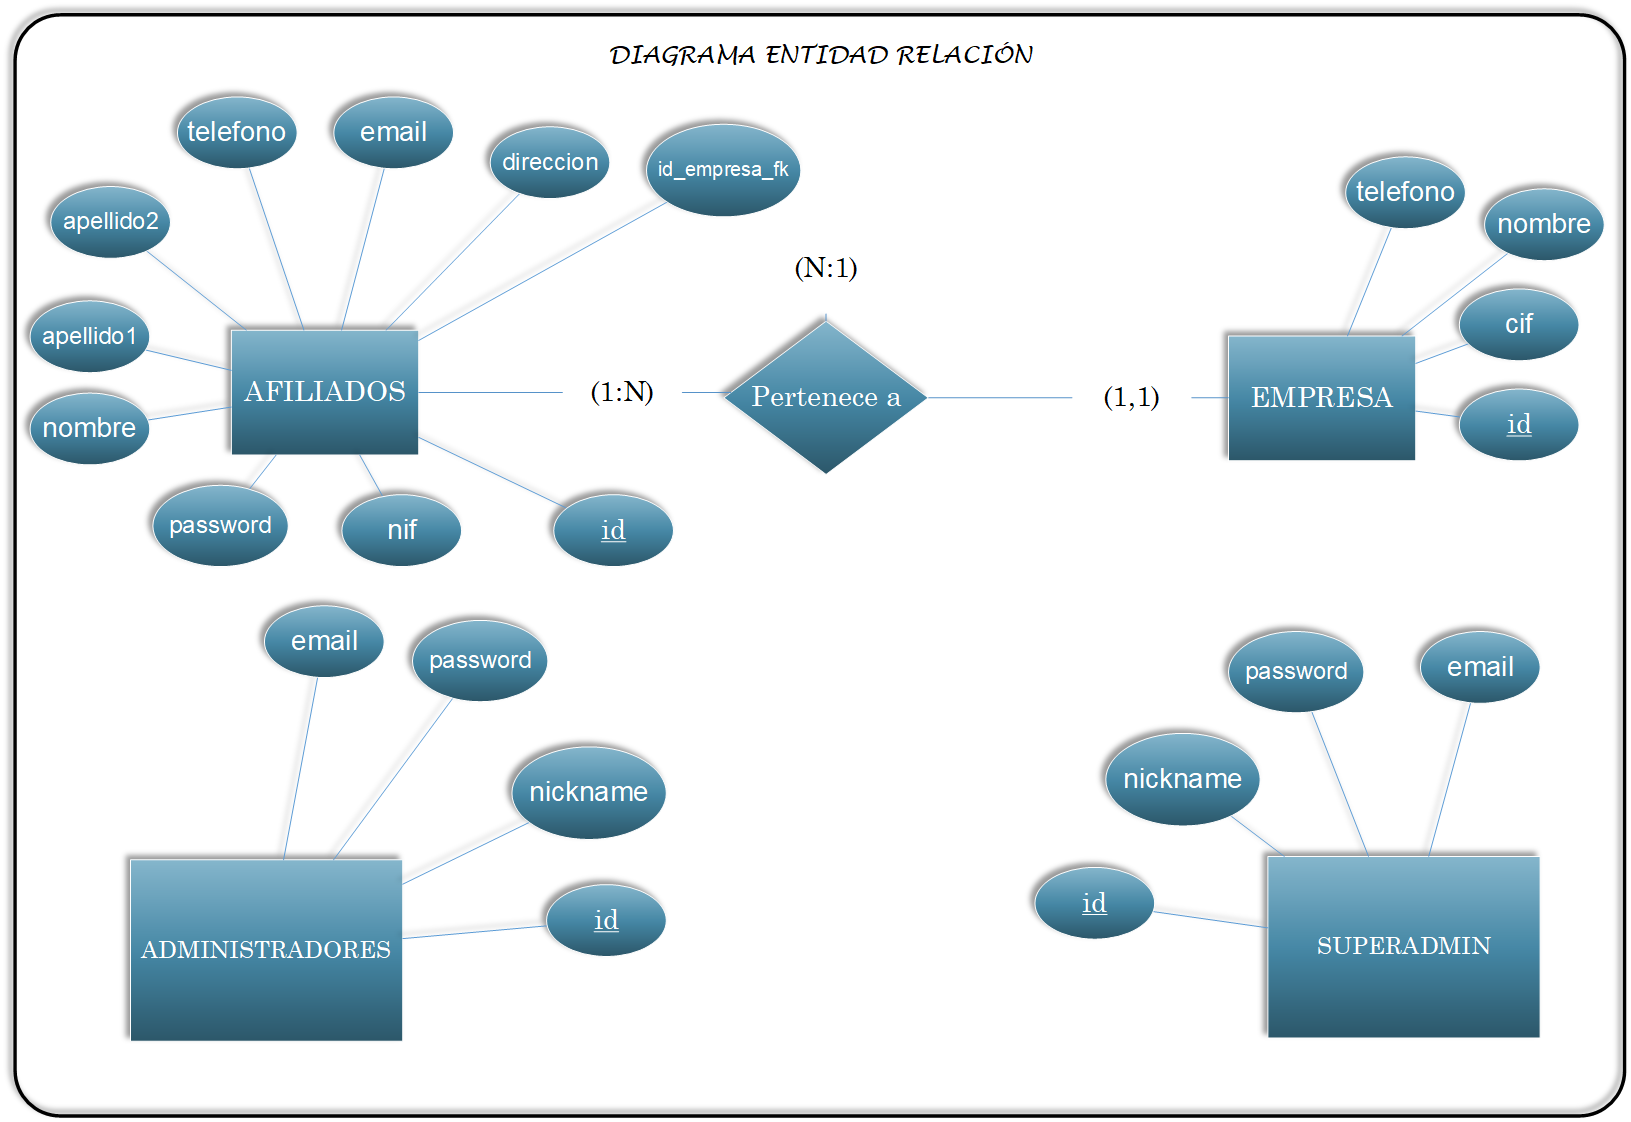 DIAGRAMA ENTIDAD RELACIÓN
telefono
email
direccion
id_empresa_fk
apellido2
apellido1
nombre
AFILIADOS
password
nif
id
(1:N)
(N:1)
Pertenece a
(1,1)
telefono
nombre
cif
id
EMPRESA
email
password
nickname
id
ADMINISTRADORES
password
email
nickname
id
SUPERADMIN